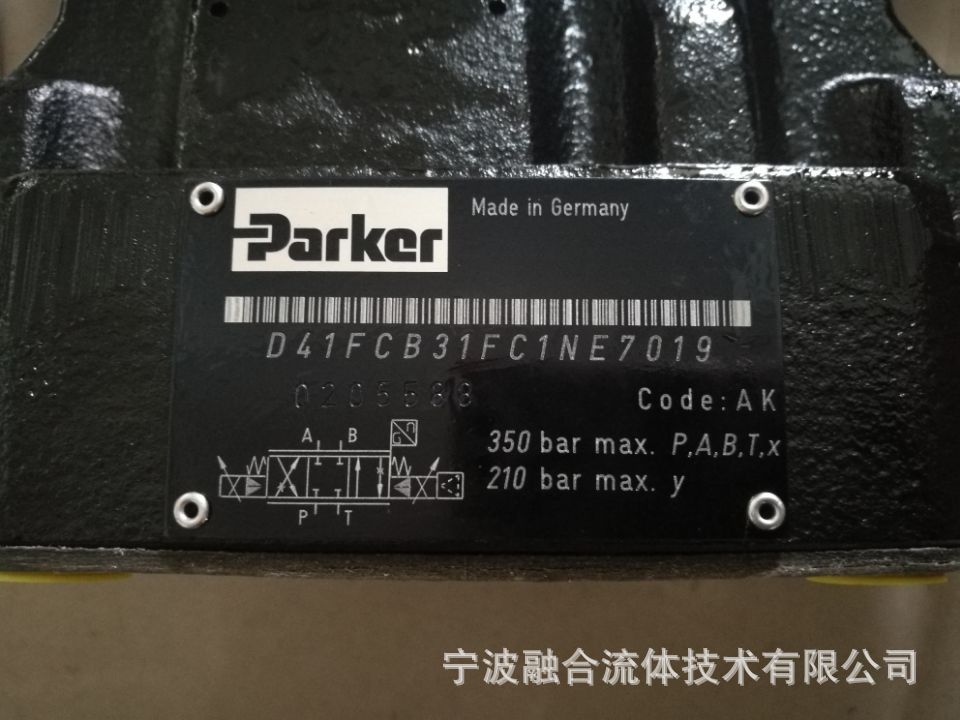 Parker
Made in Germany
D41FCB31FC1NE7019
0205588
Code: AK
A B
G
P T
350 bar max. P,A,B,T,x
210 bar max. y
宁波融合流体技术有限公司